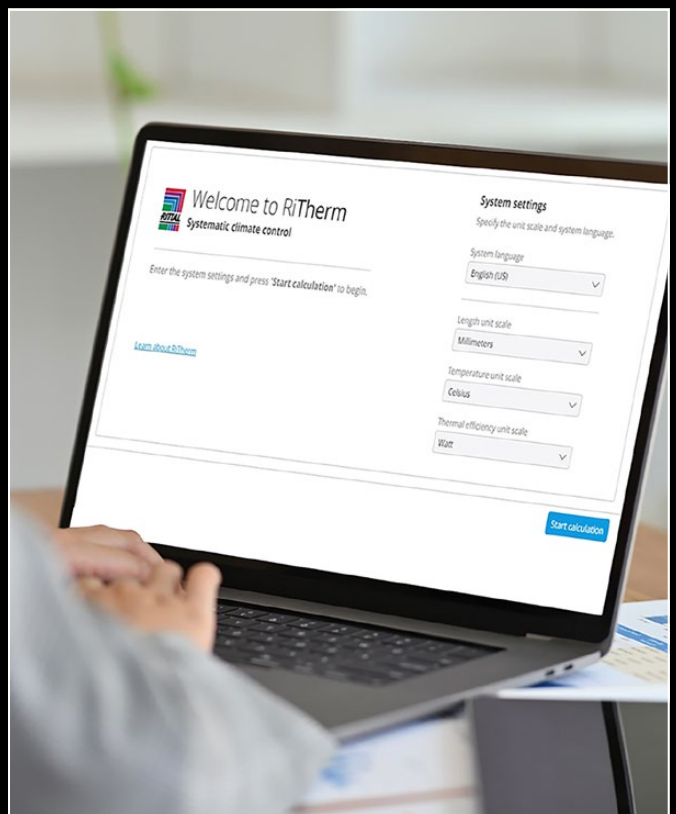 RITTAL
Welcome to RiTherm
Systematic climate control
Enter the system settings and press "Start calculation" to begin.
Learn about RiTherm
System settings
Specify the unit scale and system language.
System language
English (US)
Length unit scale
Millimeters
Temperature unit scale
Celsius
Thermal efficiency unit scale
Watt
Start calculation